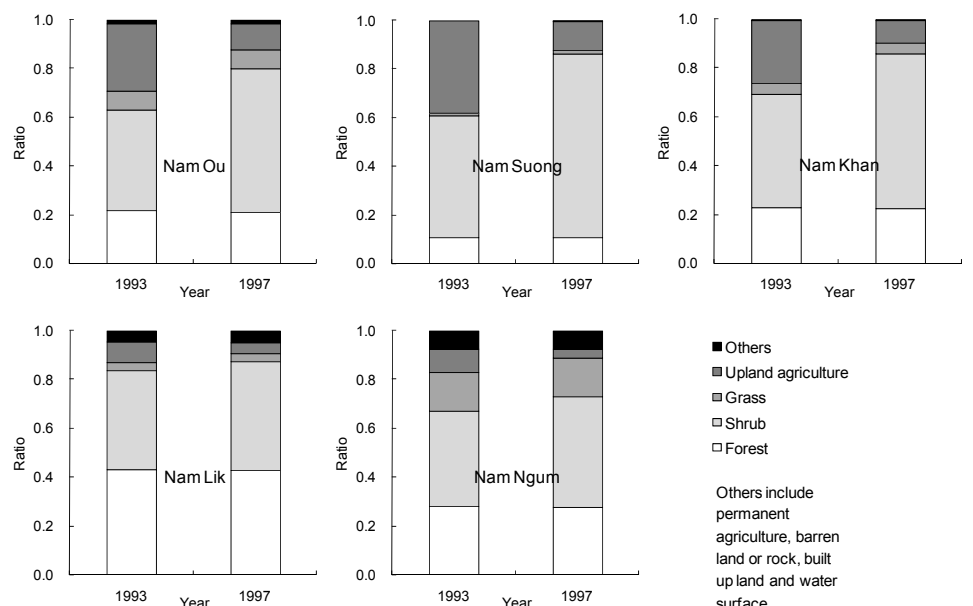 1.0
0.8
0.6
0.4
0.2
0.0
Ratio
Nam Ou
1993
1997
Year
1.0
0.8
0.6
0.4
0.2
0.0
Ratio
Nam Suong
1993
1997
Year
1.0
0.8
0.6
0.4
0.2
0.0
Ratio
Nam Khan
1993
1997
Year
1.0
0.8
0.6
0.4
0.2
0.0
Ratio
Nam Lik
1993
1997
Year
1.0
0.8
0.6
0.4
0.2
0.0
Ratio
Nam Ngum
1993
1997
Year
Others
Upland agriculture
Grass
Shrub
Forest
Others include
permanent
agriculture, barren
land or rock, built
up land and water
surface